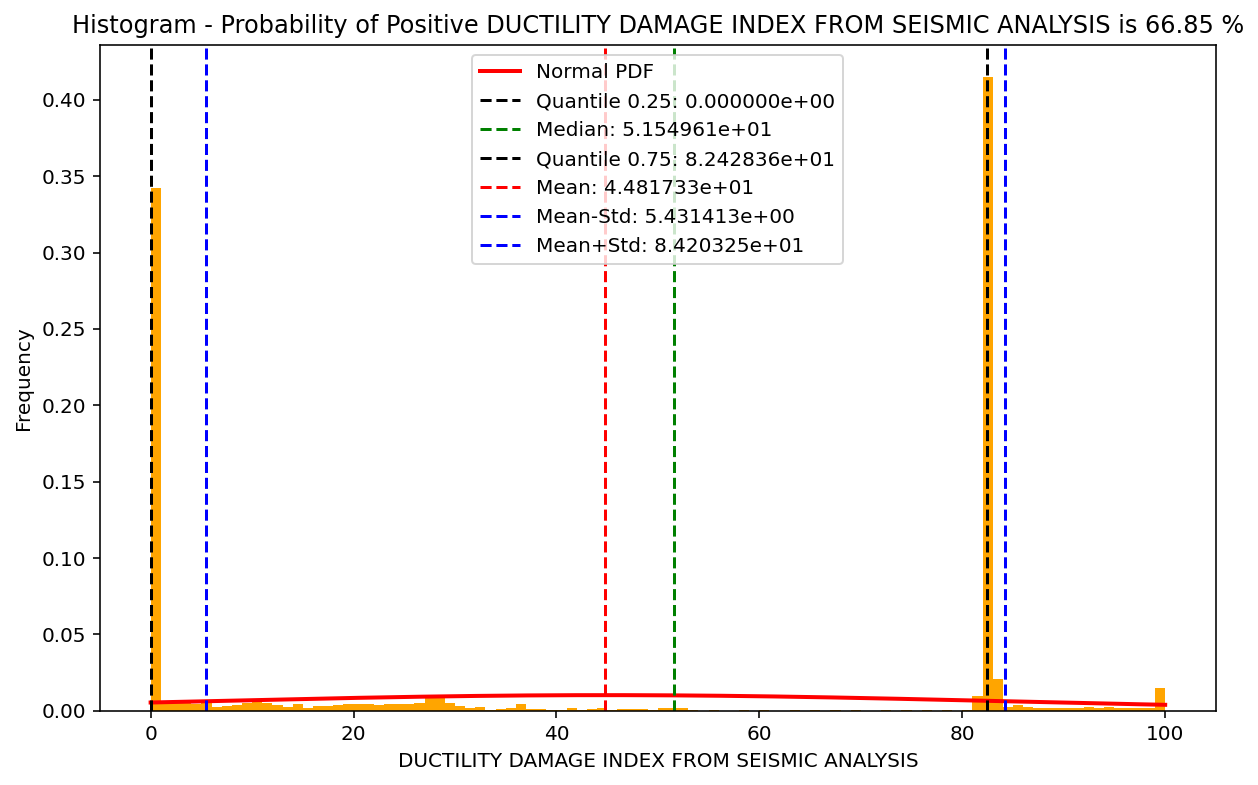 Histogram - Probability of Positive DUCTILITY DAMAGE INDEX FROM SEISMIC ANALYSIS is 66.85 %
Normal PDF
Quantile 0.25: 0.000000e+00
Median: 5.154961e+01
Quantile 0.75: 8.242836e+01
Mean: 4.481733e+01
Mean-Std: 5.431413e+00
Mean+Std: 8.420325e+01
Frequency
0.40
0.35
0.30
0.25
0.20
0.15
0.10
0.05
0.00
0
20
40
60
80
100
DUCTILITY DAMAGE INDEX FROM SEISMIC ANALYSIS